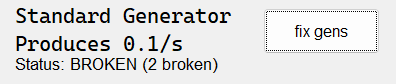 Standard Generator
Produces 0.1/s
Status: BROKEN (2 broken)
fix gens